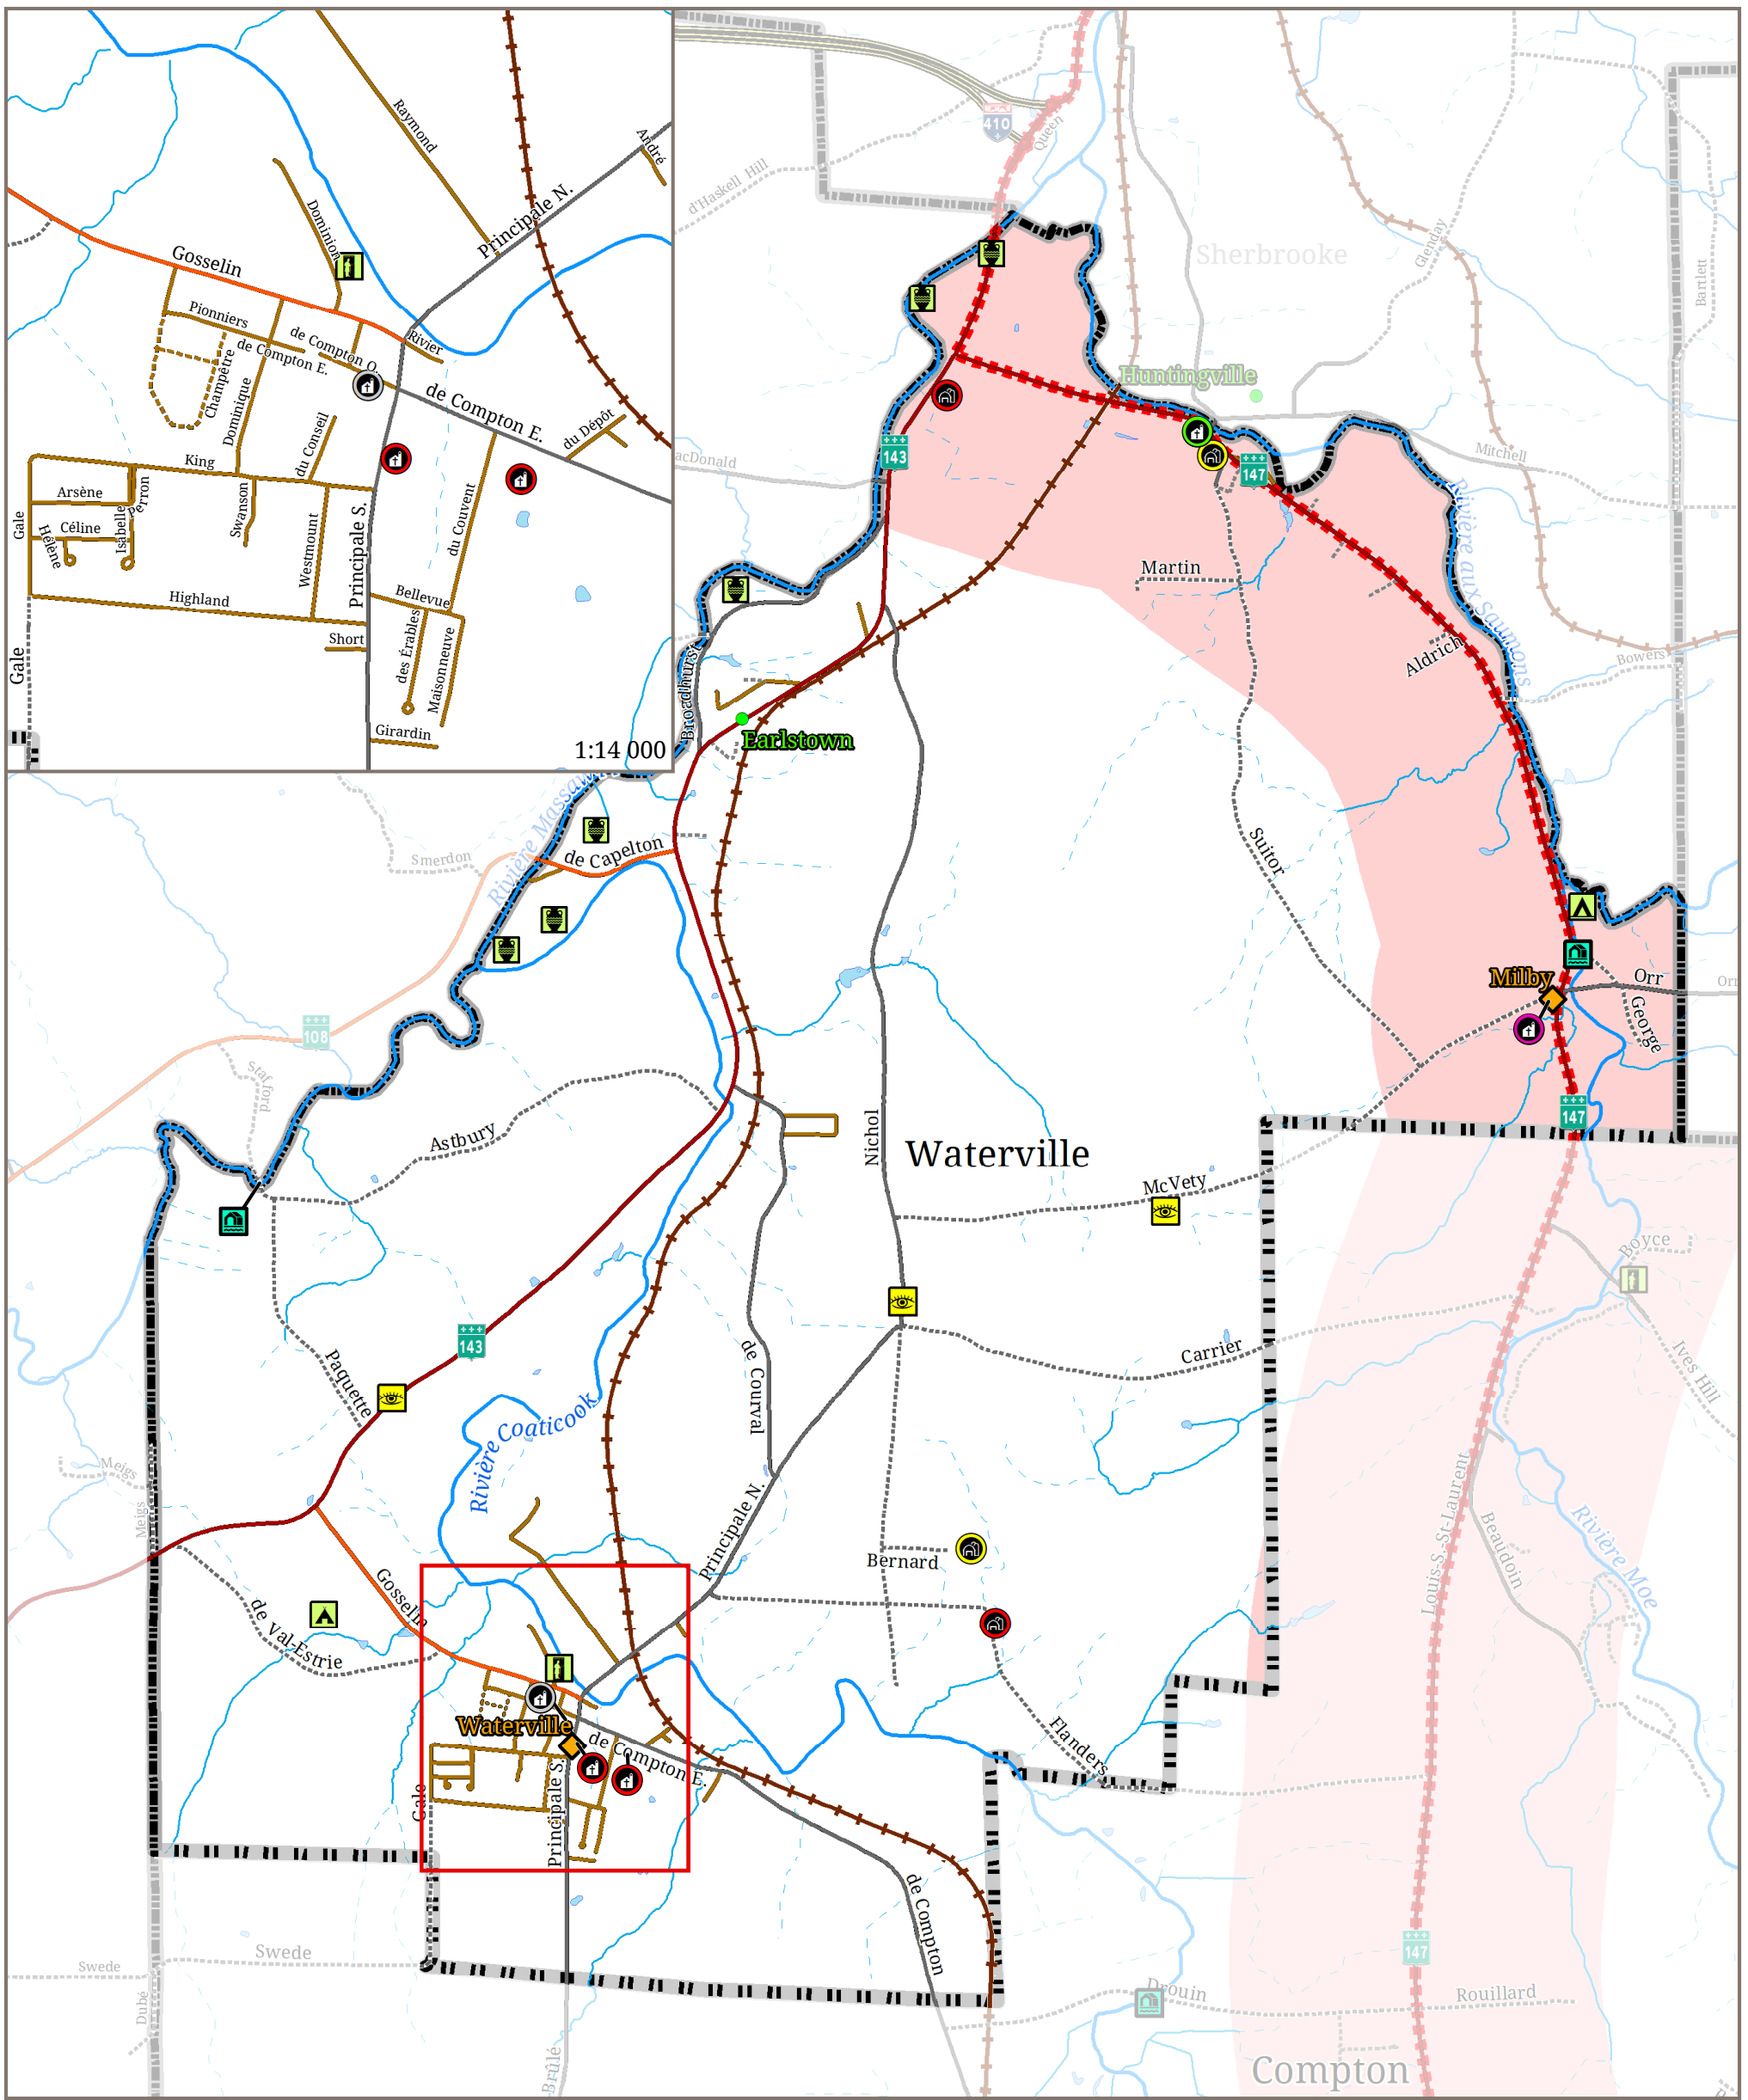 Raymond
André
Principale N.
Dominion
Gosselin
Pionniers
de Compton O.
de Compton E.
Rivier
Champêtre
Dominique
de Compton E.
du Dépôt
du Conseil
King
Arsène
Perron
Swanson
Céline
Isabelle
Hélène
Gale
Westmount
Principale S.
du Couvent
Highland
Bellevue
Short
des Érables
Maisonneuve
Gale
Girardin
1:14 000
410
Queen
d'Haskell Hill
Sherbrooke
Glenday
Bartlett
Huntingville
143
147
acDonald
Mitchell
Rivière aux Saumons
Martin
Aldrich
Bowers
Broadhurst
Earlstown
Rivière Massaw
Smerdon
de Capelton
Suitor
Milby
Orr
Orr
George
108
Stafford
147
Astbury
Nichol
Waterville
McVety
Boyce
143
Paquette
de Courval
Carrier
Ives Hill
Rivière Coaticook
Meigs
Meigs
Louis-S.-St-Laurent
Beaudoin
Rivière Moe
Principale N.
Bernard
Gosselin
de Val-Estrie
Waterville
de Compton E.
Flanders
Gale
Principale S.
de Compton
Swede
Swede
147
Dubé
Drouin
Rouillard
Brûlé
Compton